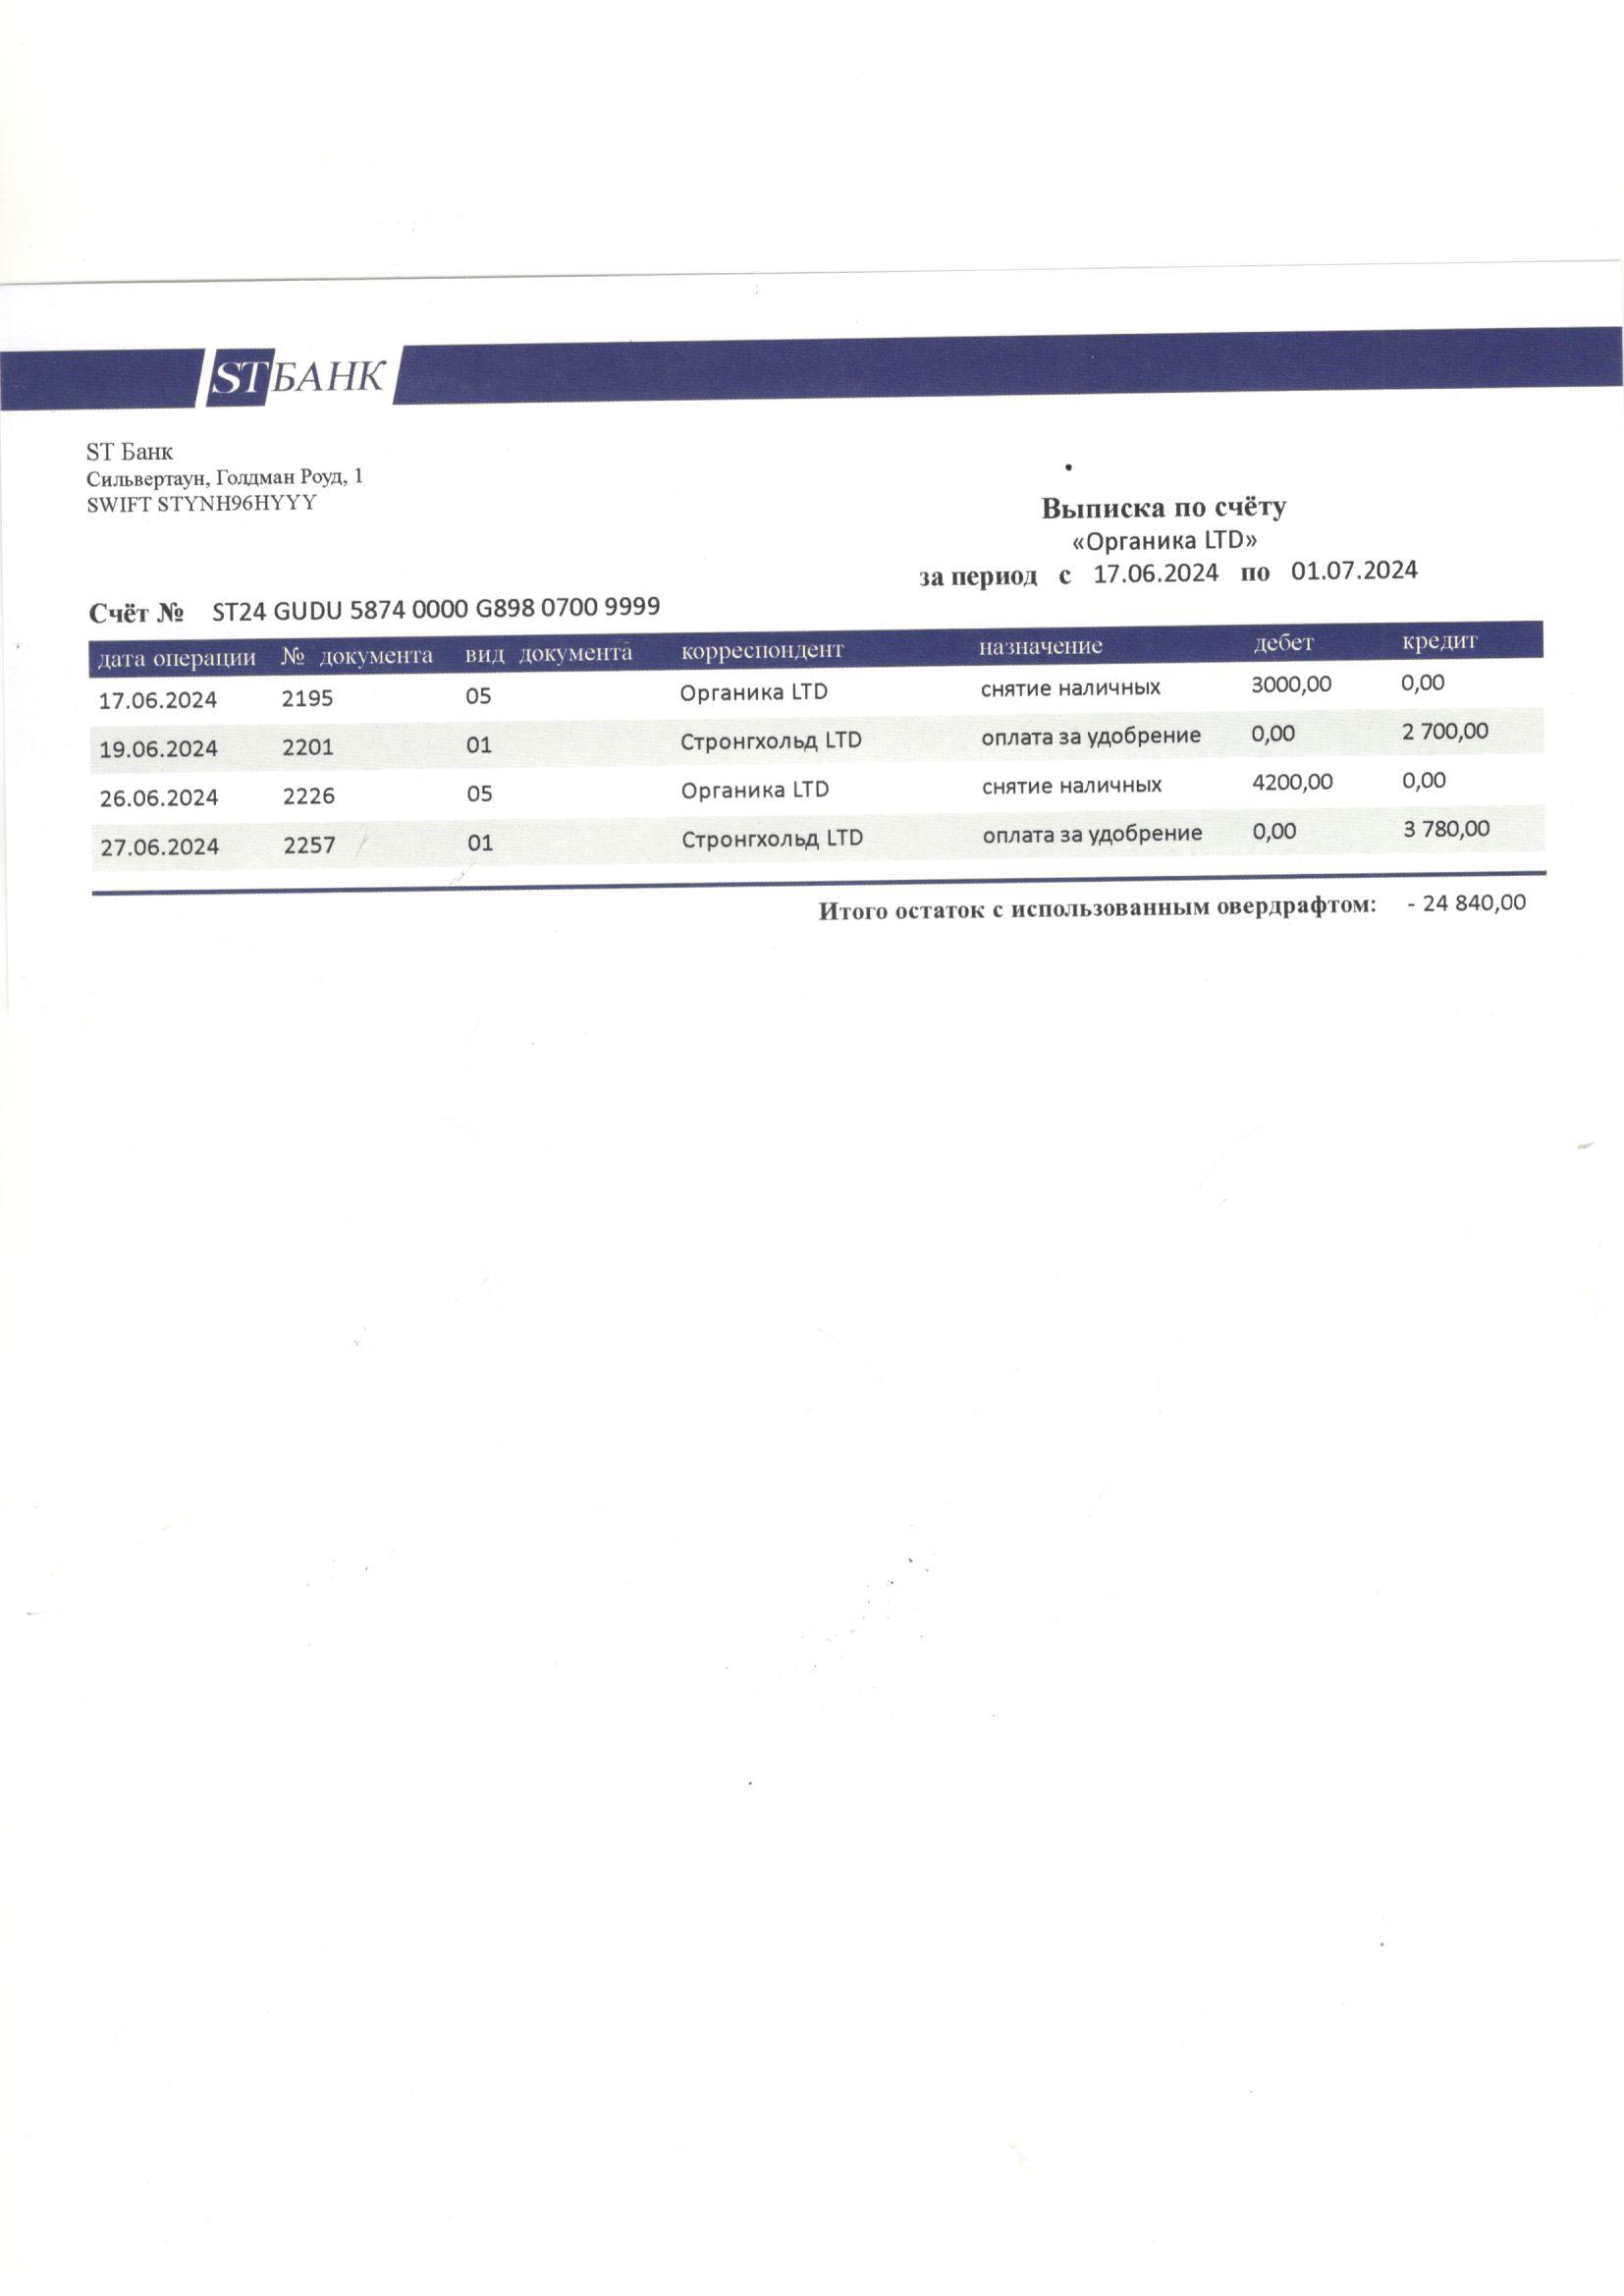 STБАНК
ST Банк
Сильвертаун, Голдман Роуд, 1
SWIFT STYNH96HYYY
Выписка по счёту
«Органика LTD»
за период с 17.06.2024 по 01.07.2024
Счёт № ST24 GUDU 5874 0000 G898 0700 9999
дата операции № документа вид документа корреспондент назначение дебет кредит
17.06.2024 2195 05 Органика LTD снятие наличных 3000,00 0,00
19.06.2024 2201 01 Стронгхольд LTD оплата за удобрение 0,00 2 700,00
26.06.2024 2226 05 Органика LTD снятие наличных 4200,00 0,00
27.06.2024 2257 01 Стронгхольд LTD оплата за удобрение 0,00 3 780,00
Итого остаток с использованным овердрафтом: - 24 840,00